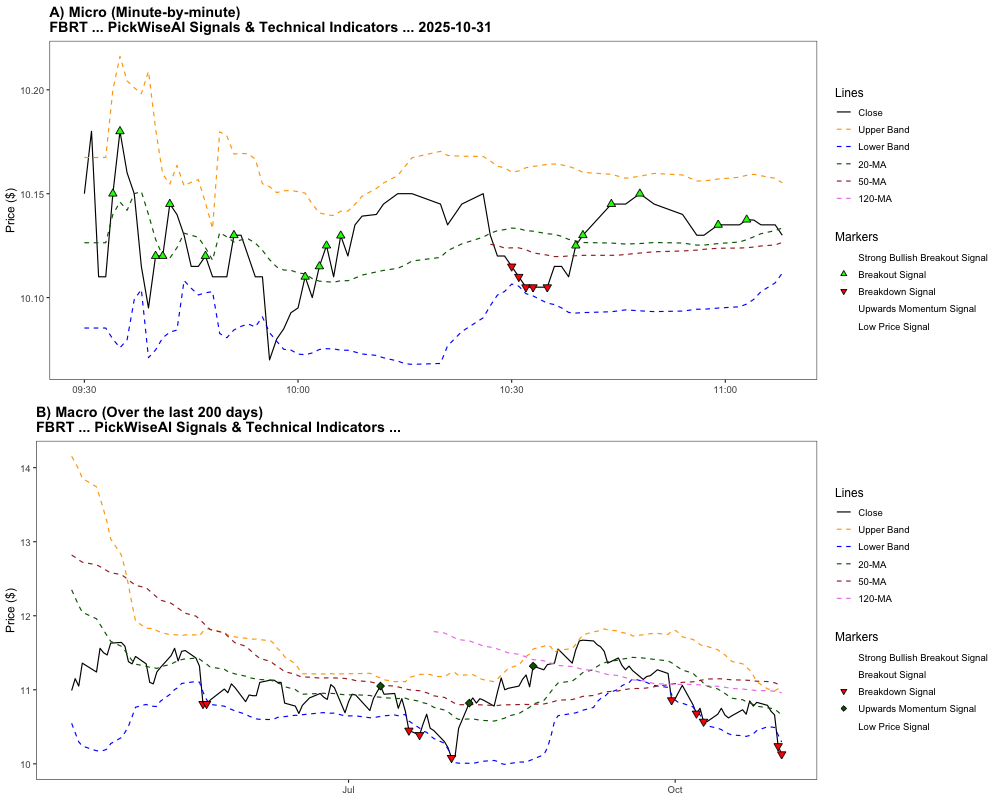 A) Micro (Minute-by-minute)
FBRT ... PickWiseAI Signals & Technical Indicators ... 2025-10-31
10.20
10.15
10.10
Price ($)
09:30
10:00
10:30
11:00
Lines
Close
Upper Band
Lower Band
20-MA
50-MA
120-MA
Markers
Strong Bullish Breakout Signal
Breakout Signal
Breakdown Signal
Upwards Momentum Signal
Low Price Signal
B) Macro (Over the last 200 days)
FBRT ... PickWiseAI Signals & Technical Indicators ...
14
13
12
11
10
Price ($)
Jul
Oct
Lines
Close
Upper Band
Lower Band
20-MA
50-MA
120-MA
Markers
Strong Bullish Breakout Signal
Breakout Signal
Breakdown Signal
Upwards Momentum Signal
Low Price Signal